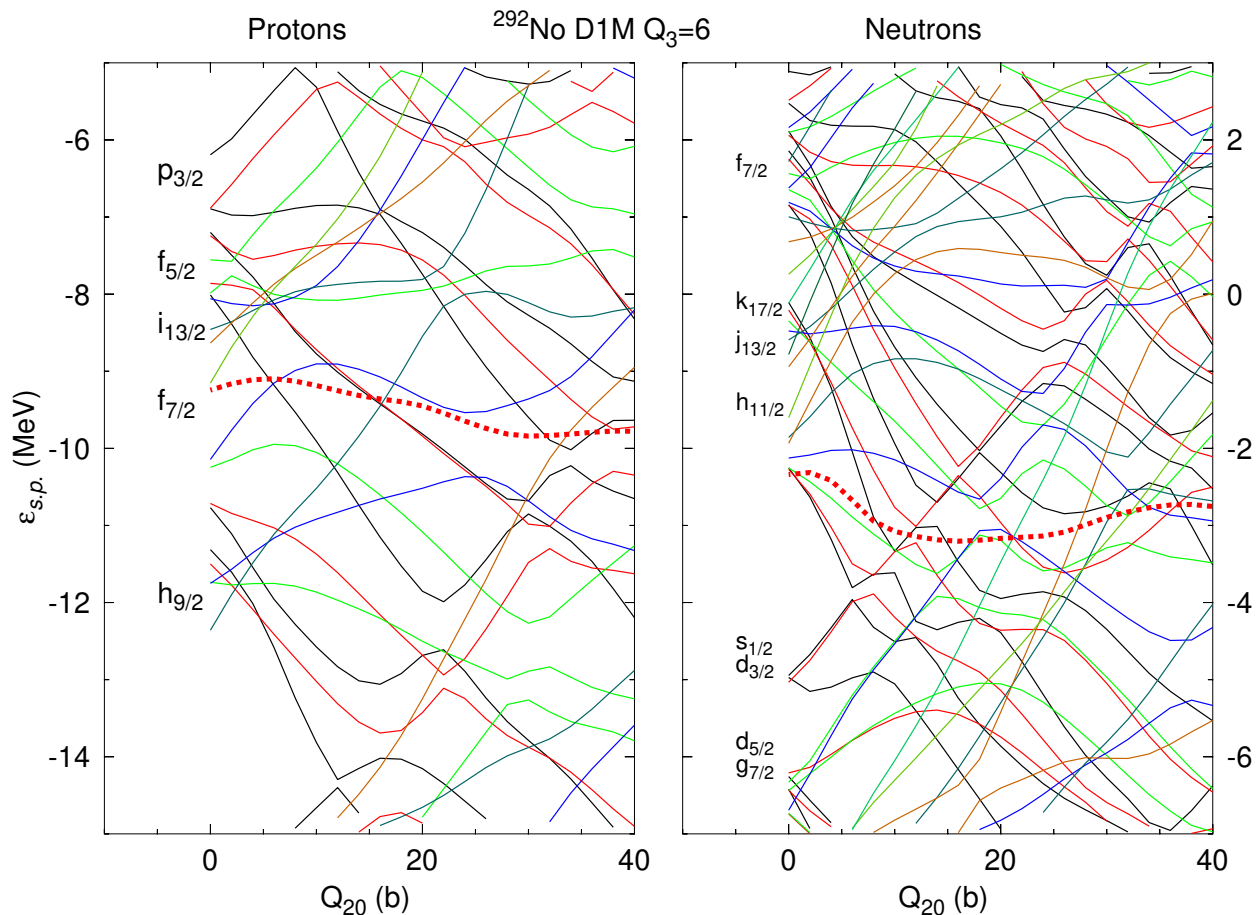 Protons
²⁹²No D1M Q₃=6
Neutrons
εs.p. (MeV)
-6
-8
-10
-12
-14
p3/2
f5/2
i13/2
f7/2
h9/2
0
20
40
Q₂₀ (b)
f7/2
k17/2
j13/2
h11/2
s1/2
d3/2
d5/2
g7/2
2
0
-2
-4
-6
0
20
40
Q₂₀ (b)